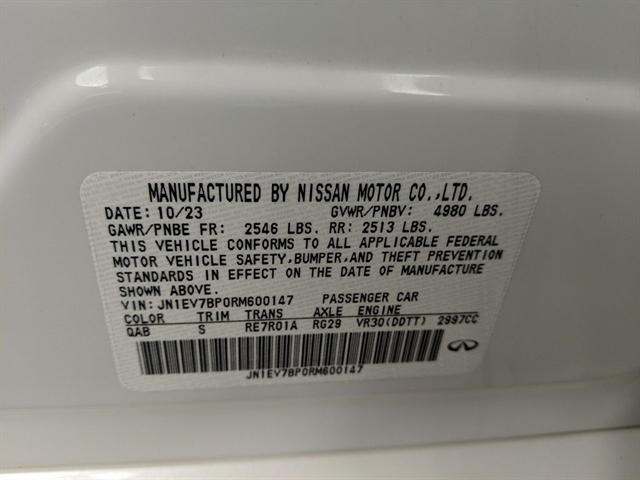 MANUFACTURED BY NISSAN MOTOR CO.,LTD.
DATE: 10/23 GVWR/PNBV: 4980 LBS.
GAWR/PNBE FR: 2546 LBS. RR: 2513 LBS.
THIS VEHICLE CONFORMS TO ALL APPLICABLE FEDERAL
MOTOR VEHICLE SAFETY,BUMPER,AND THEFT PREVENTION
STANDARDS IN EFFECT ON THE DATE OF MANUFACTURE
SHOWN ABOVE.
VIN: JN1EV7BP0RM600147 PASSENGER CAR
COLOR TRIM TRANS AXLE ENGINE
QAB S RE7R01A RG29 VR30(DDTT) 2997CC
JN1EV7BP0RM600147